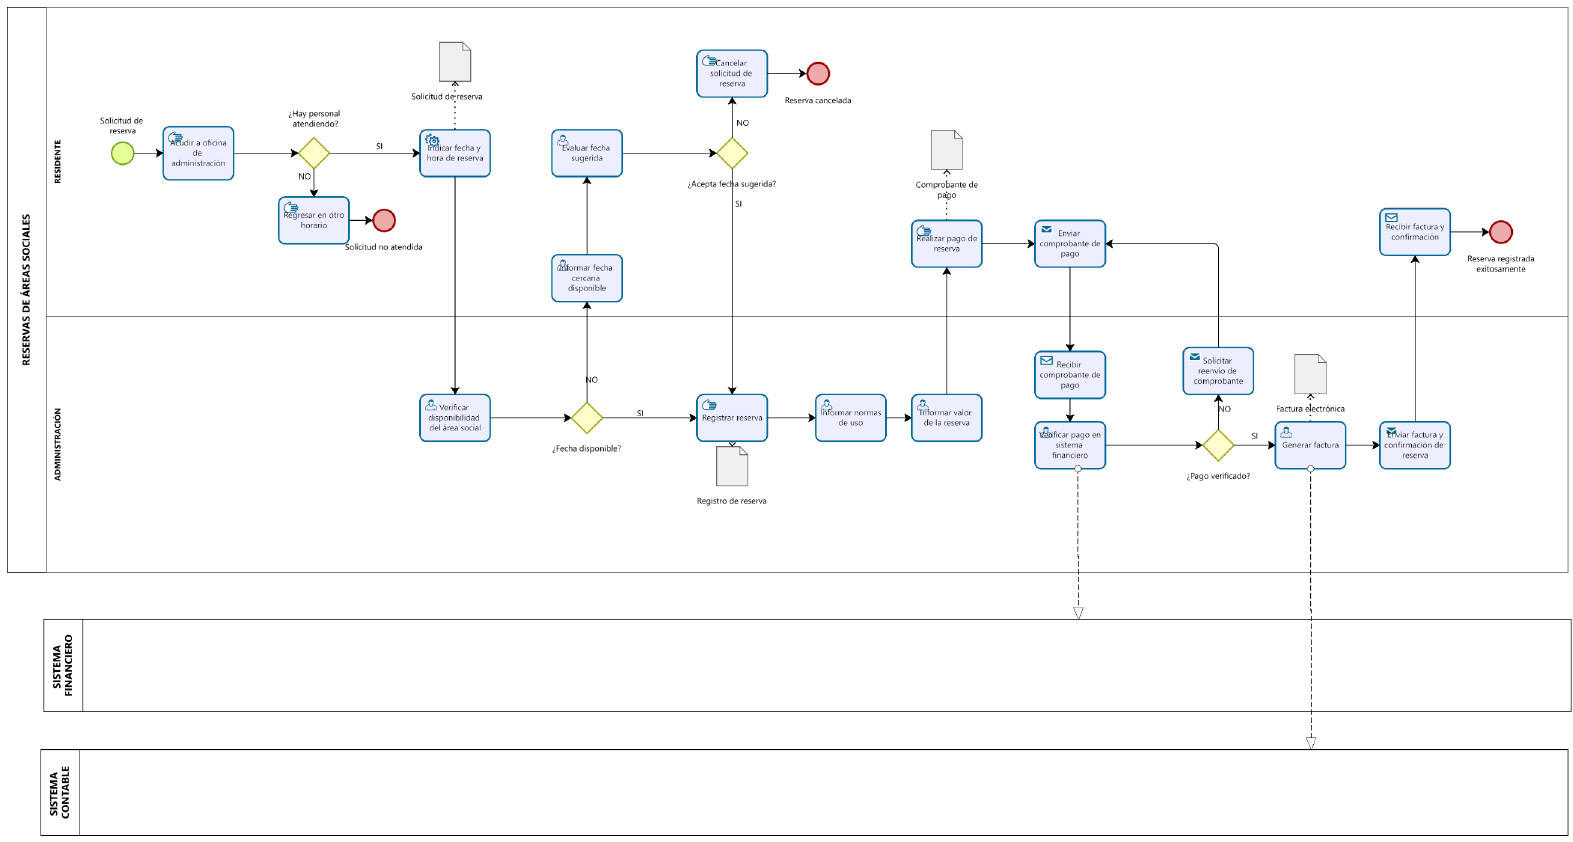 RESERVAS DE ÁREAS SOCIALES
RESIDENTE
Solicitud de
reserva
Acudir a oficina
de
administración
¿Hay personal
atendiendo?
SI
NO
Regresar en otro
horario
Solicitud no atendida
Solicitud de reserva
Indicar fecha y
hora de reserva
Evaluar fecha
sugerida
Informar fecha
cercana
disponible
Cancelar
solicitud de
reserva
Reserva cancelada
NO
¿Acepta fecha sugerida?
SI
Comprobante de
pago
Realizar pago de
reserva
Enviar
comprobante de
pago
Recibir factura y
confirmación
Reserva registrada
exitosamente
ADMINISTRACIÓN
Verificar
disponibilidad
del área social
NO
¿Fecha disponible?
SI
Registrar reserva
Registro de reserva
Informar normas
de uso
Informar valor
de la reserva
Recibir
comprobante de
pago
Verificar pago en
sistema
financiero
Solicitar
reenvío de
comprobante
NO
¿Pago verificado?
SI
Factura electrónica
Generar factura
Enviar factura y
confirmación de
reserva
SISTEMA
FINANCIERO
SISTEMA
CONTABLE